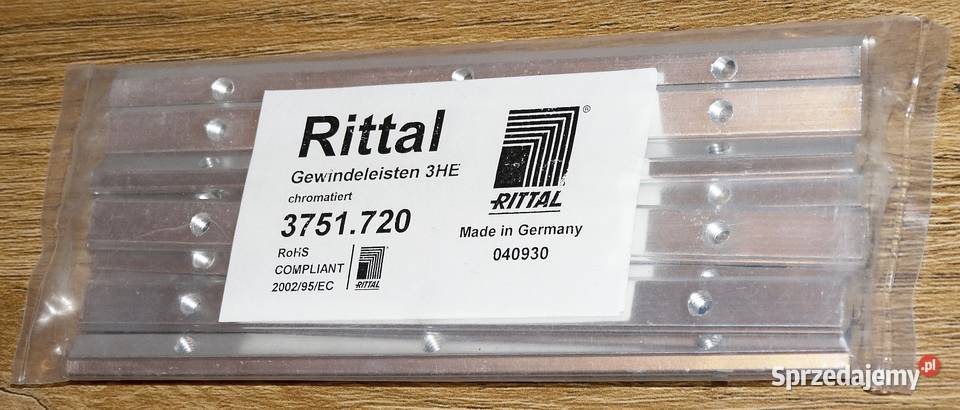 Rittal
Gewindeleisten 3HE
chromatiert
3751.720
RoHS
COMPLIANT
2002/95/EC
RITTAL
®
RITTAL
Made in Germany
040930
Sprzedajemy.pl